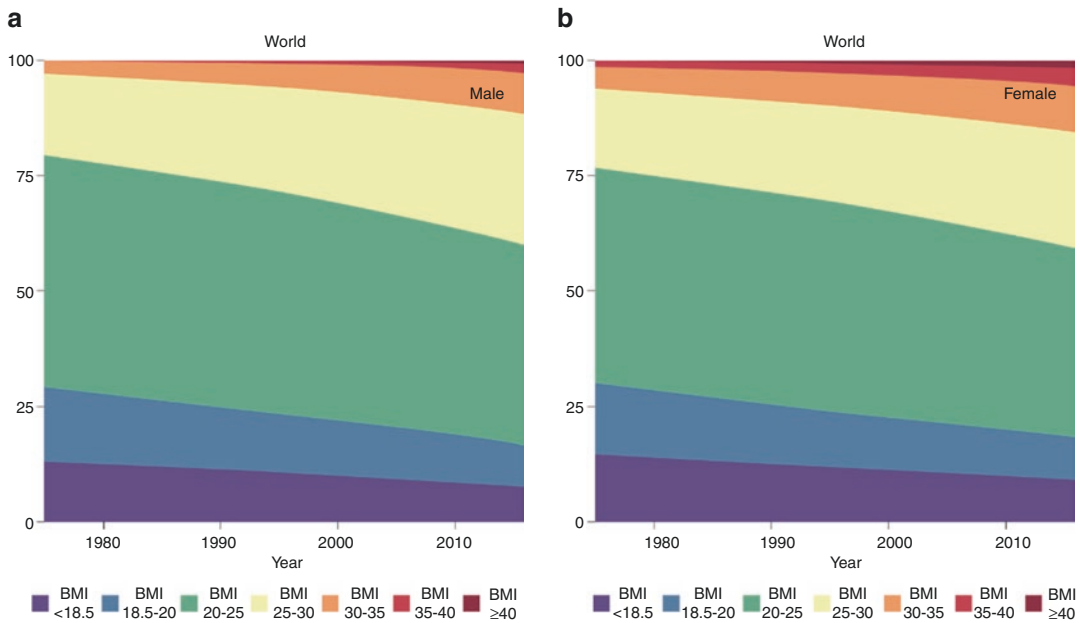 a
World
100
75
50
25
0
Male
1980 1990 2000 2010
Year
BMI <18.5
BMI 18.5-20
BMI 20-25
BMI 25-30
BMI 30-35
BMI 35-40
BMI ≥40
b
World
100
75
50
25
0
Female
1980 1990 2000 2010
Year
BMI <18.5
BMI 18.5-20
BMI 20-25
BMI 25-30
BMI 30-35
BMI 35-40
BMI ≥40